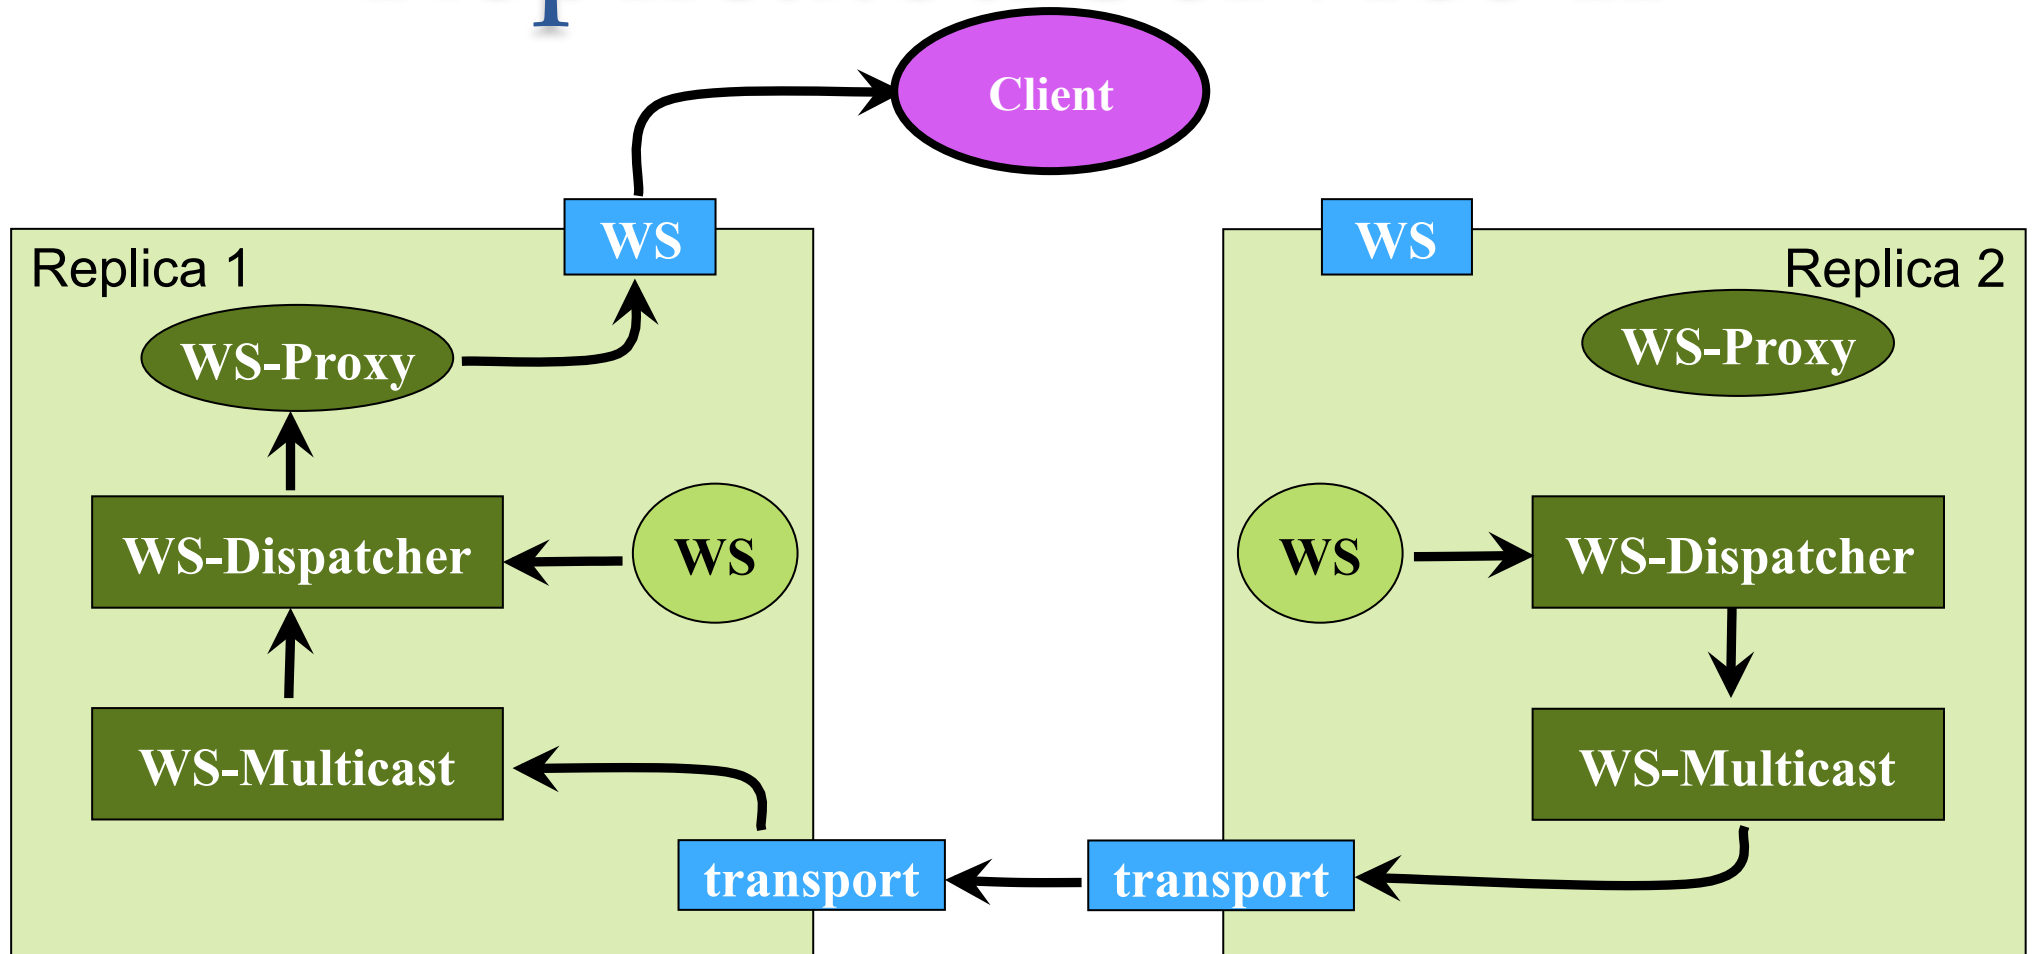 Client
WS
WS
Replica 1
Replica 2
WS-Proxy
WS-Proxy
WS-Dispatcher
WS
WS
WS-Dispatcher
WS-Multicast
WS-Multicast
transport
transport